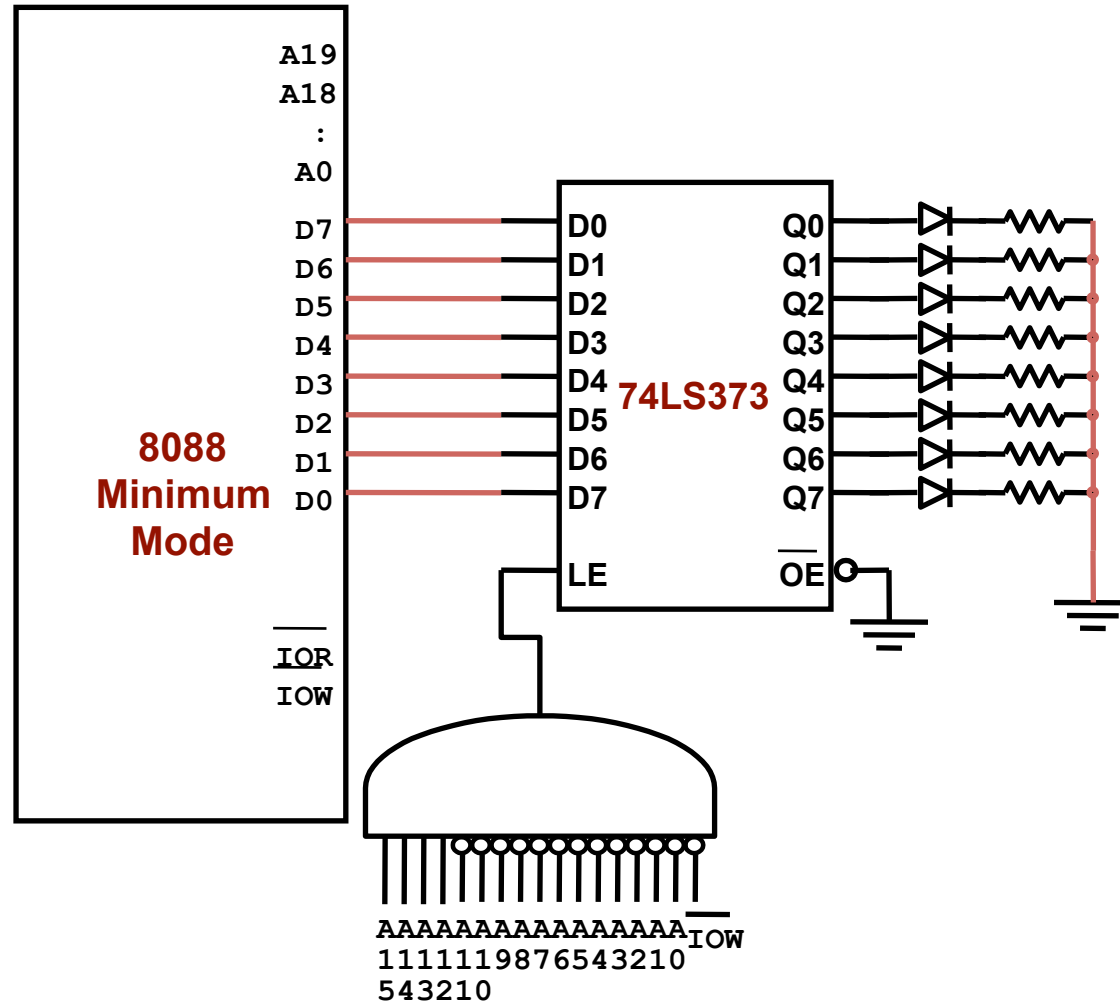 A19
A18
:
A0
D7
D6
D5
D4
D3
D2
D1
D0
8088
Minimum
Mode
IOR
IOW
D0
D1
D2
D3
D4
D5
D6
D7
LE
74LS373
Q0
Q1
Q2
Q3
Q4
Q5
Q6
Q7
OE
AAAAAAAAAAAAAAAA IOW
1111119876543210
543210